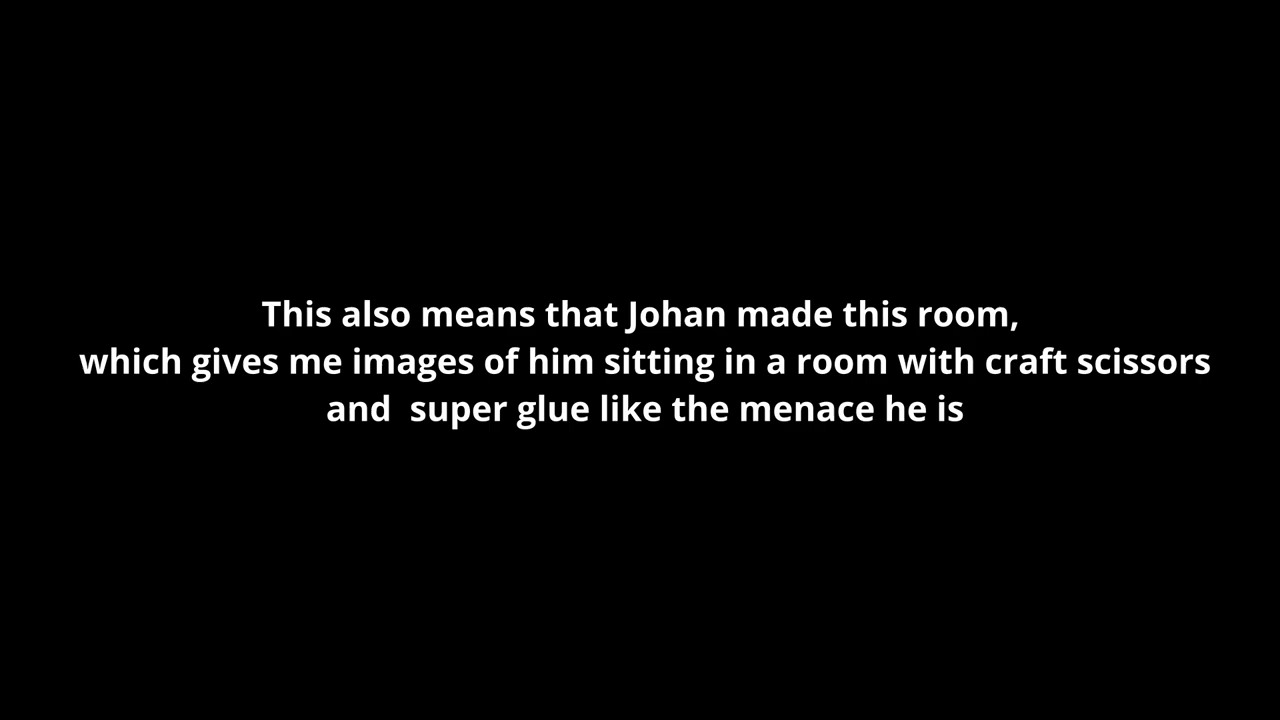 This also means that Johan made this room,
which gives me images of him sitting in a room with craft scissors
and  super glue like the menace he is